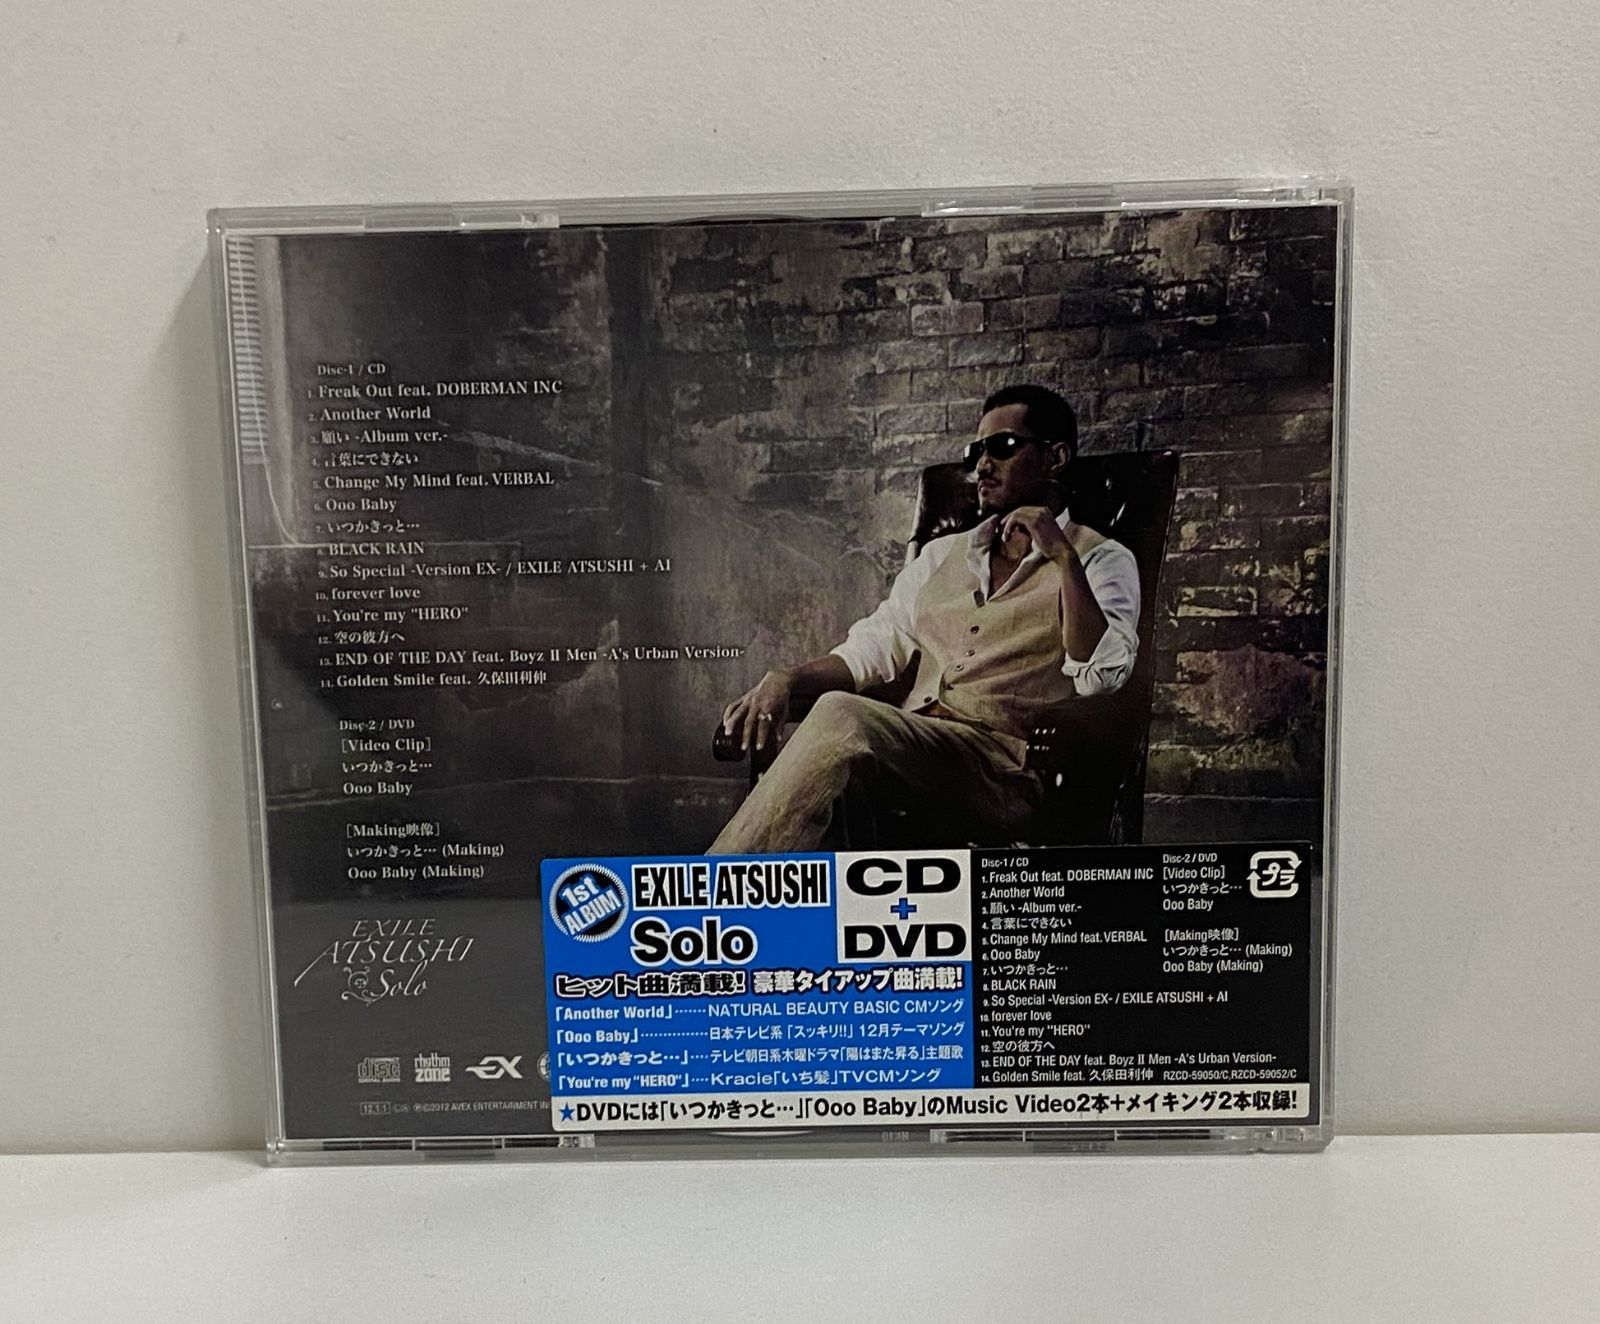 Disc-1 / CD
1. Freak Out feat. DOBERMAN INC
2. Another World
3. 願い -Album ver.-
4. 言葉にできない
5. Change My Mind feat. VERBAL
6. Ooo Baby
7. いつかきっと…
8. BLACK RAIN
9. So Special -Version EX- / EXILE ATSUSHI + AI
10. forever love
11. You're my "HERO"
12. 空の彼方へ
13. END OF THE DAY feat. Boyz II Men -A's Urban Version-
14. Golden Smile feat. 久保田利伸
Disc-2 / DVD
[Video Clip]
いつかきっと…
Ooo Baby
[Making映像]
いつかきっと… (Making)
Ooo Baby (Making)
EXILE
ATSUSHI
Solo
disc
DIGITAL AUDIO
rhythm
zone
EX
12.1.1
℗©2012 AVEX ENTERTAINMENT INC
1st
ALBUM
EXILE ATSUSHI
Solo
CD
+
DVD
ヒット曲満載! 豪華タイアップ曲満載!
「Another World」……NATURAL BEAUTY BASIC CMソング
「Ooo Baby」……………日本テレビ系「スッキリ!!」12月テーマソング
「いつかきっと…」…テレビ朝日系木曜ドラマ「陽はまた昇る」主題歌
「You're my "HERO"」…Kracie「いち髪」TVCMソング
Disc-1 / CD
1. Freak Out feat. DOBERMAN INC
2. Another World
3. 願い -Album ver.-
4. 言葉にできない
5. Change My Mind feat. VERBAL
6. Ooo Baby
7. いつかきっと…
8. BLACK RAIN
9. So Special -Version EX- / EXILE ATSUSHI + AI
10. forever love
11. You're my "HERO"
12. 空の彼方へ
13. END OF THE DAY feat. Boyz II Men -A's Urban Version-
14. Golden Smile feat. 久保田利伸
Disc-2 / DVD
[Video Clip]
いつかきっと…
Ooo Baby
[Making映像]
いつかきっと… (Making)
Ooo Baby (Making)
プラ
RZCD-59050/C,RZCD-59052/C
★DVDには「いつかきっと…」「Ooo Baby」のMusic Video2本+メイキング2本収録!